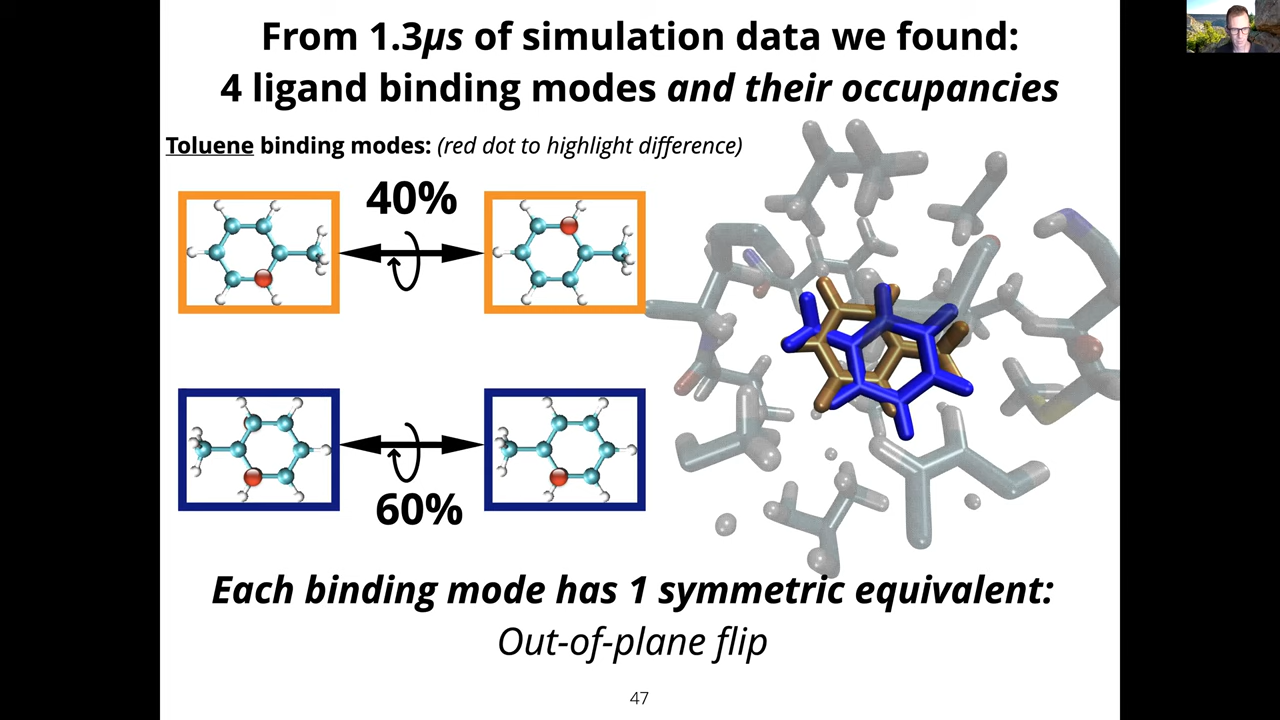 From 1.3μs of simulation data we found:
4 ligand binding modes and their occupancies
Toluene binding modes: (red dot to highlight difference)
40%
60%
Each binding mode has 1 symmetric equivalent:
Out-of-plane flip
47